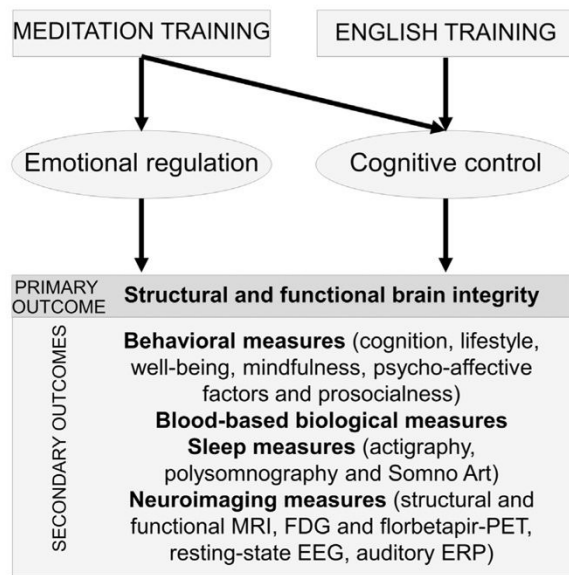 MEDITATION TRAINING
ENGLISH TRAINING
Emotional regulation
Cognitive control
PRIMARY
OUTCOME
Structural and functional brain integrity
SECONDARY OUTCOMES
Behavioral measures (cognition, lifestyle,
well-being, mindfulness, psycho-affective
factors and prosocialness)
Blood-based biological measures
Sleep measures (actigraphy,
polysomnography and Somno Art)
Neuroimaging measures (structural and
functional MRI, FDG and florbetapir-PET,
resting-state EEG, auditory ERP)